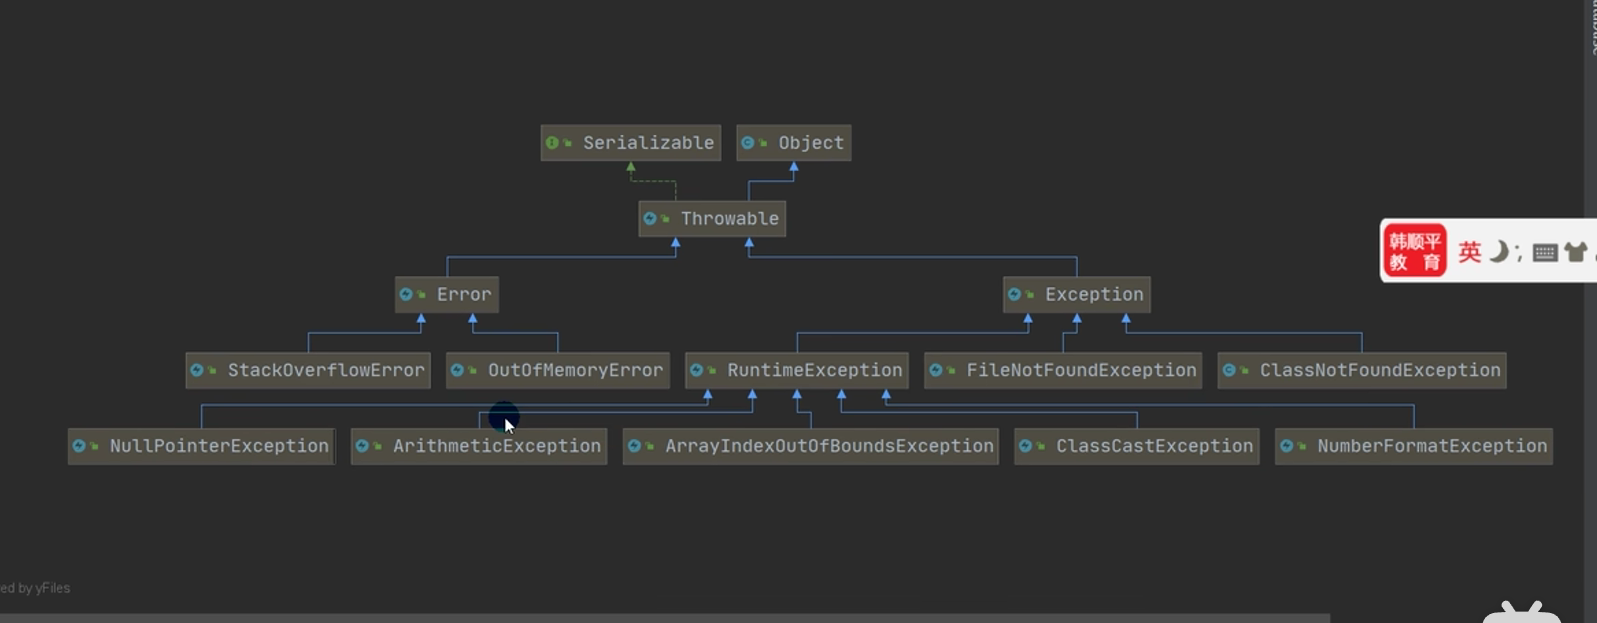 Serializable
Object
Throwable
Error
Exception
StackOverflowError
OutOfMemoryError
RuntimeException
FileNotFoundException
ClassNotFoundException
NullPointerException
ArithmeticException
ArrayIndexOutOfBoundsException
ClassCastException
NumberFormatException
韩顺平
教 育
英
ed by yFiles